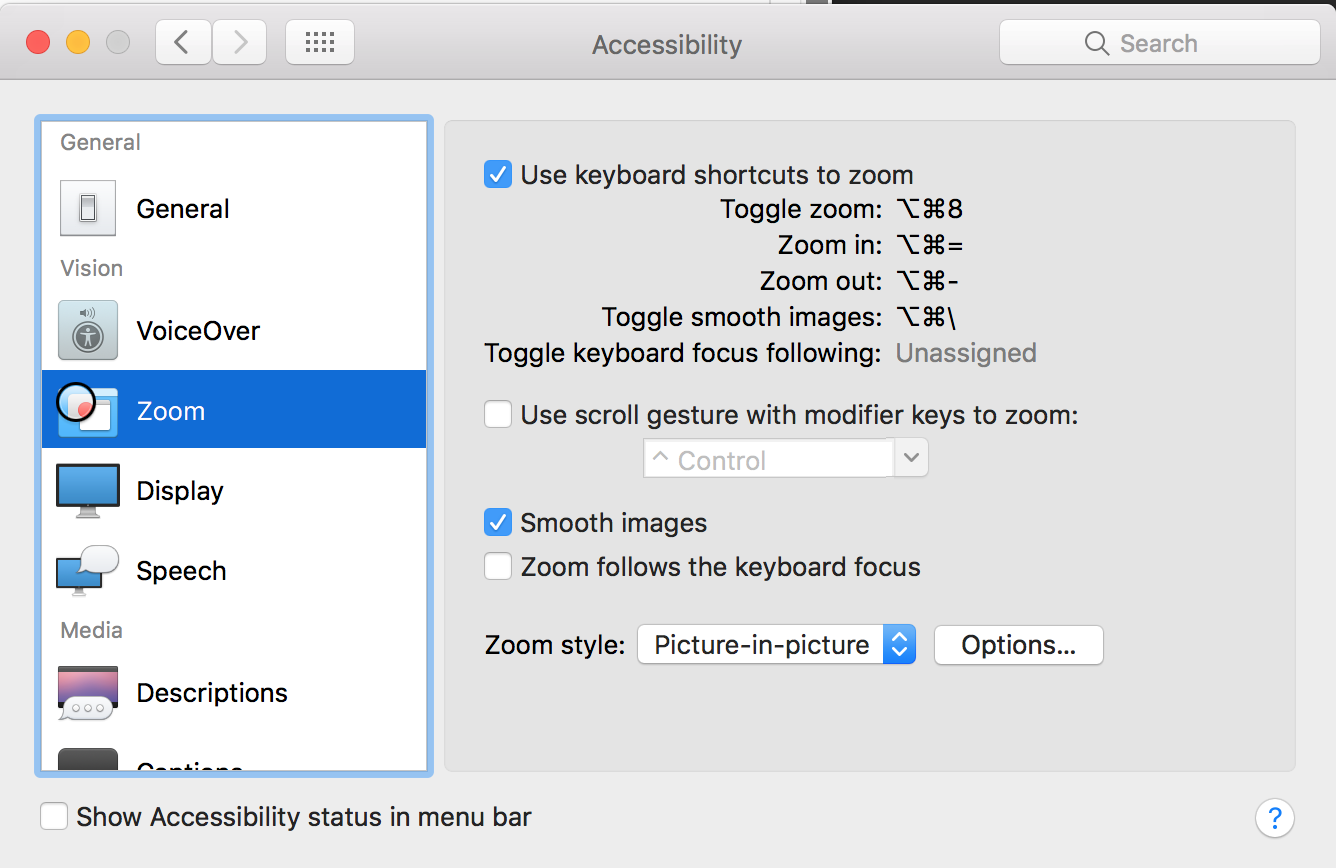 Accessibility
Search
General
General
Vision
VoiceOver
Zoom
Display
Speech
Media
Descriptions
Use keyboard shortcuts to zoom
Toggle zoom: ⌥⌘8
Zoom in: ⌥⌘=
Zoom out: ⌥⌘-
Toggle smooth images: ⌥⌘\
Toggle keyboard focus following: Unassigned
Use scroll gesture with modifier keys to zoom:
^ Control
Smooth images
Zoom follows the keyboard focus
Zoom style: Picture-in-picture Options...
Show Accessibility status in menu bar
?